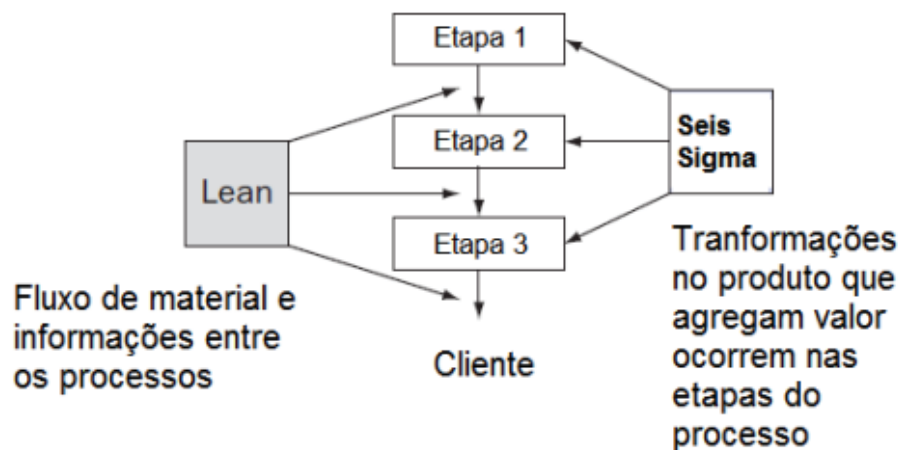 Etapa 1
Etapa 2
Etapa 3
Cliente
Lean
Fluxo de material e
informações entre
os processos
Seis
Sigma
Tranformações
no produto que
agregam valor
ocorrem nas
etapas do
processo